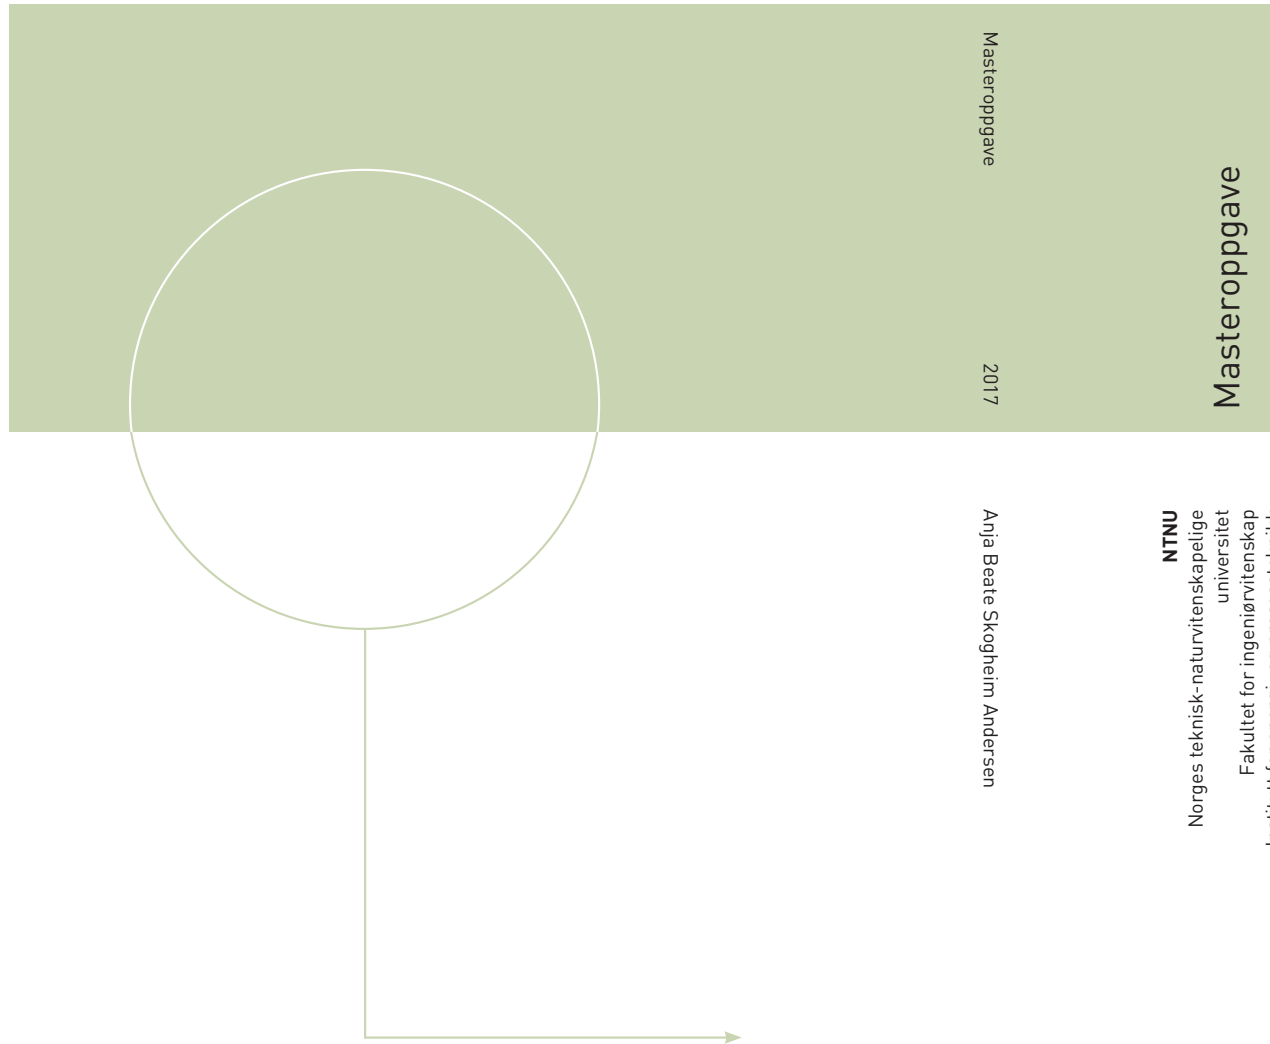 Masteroppgave
2017
Anja Beate Skogheim Andersen
Masteroppgave
NTNU
Norges teknisk-naturvitenskapelige
universitet
Fakultet for ingeniørvitenskap